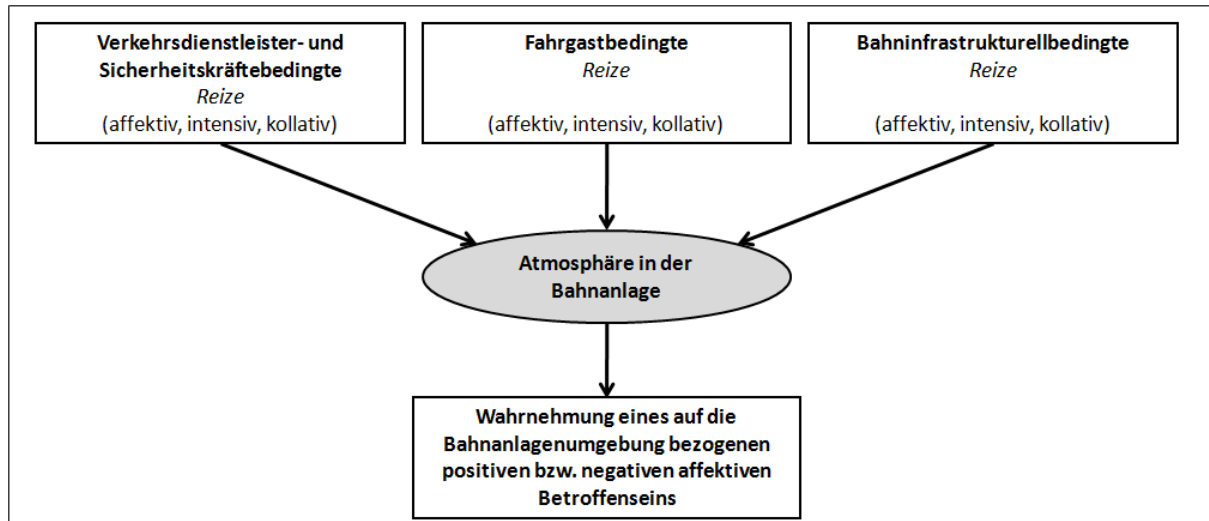 Verkehrsdienstleister- und
Sicherheitskräftebedingte
Reize
(affektiv, intensiv, kollativ)
Fahrgastbedingte
Reize
(affektiv, intensiv, kollativ)
Bahninfrastrukturellbedingte
Reize
(affektiv, intensiv, kollativ)
Atmosphäre in der
Bahnanlage
Wahrnehmung eines auf die
Bahnanlagenumgebung bezogenen
positiven bzw. negativen affektiven
Betroffenseins